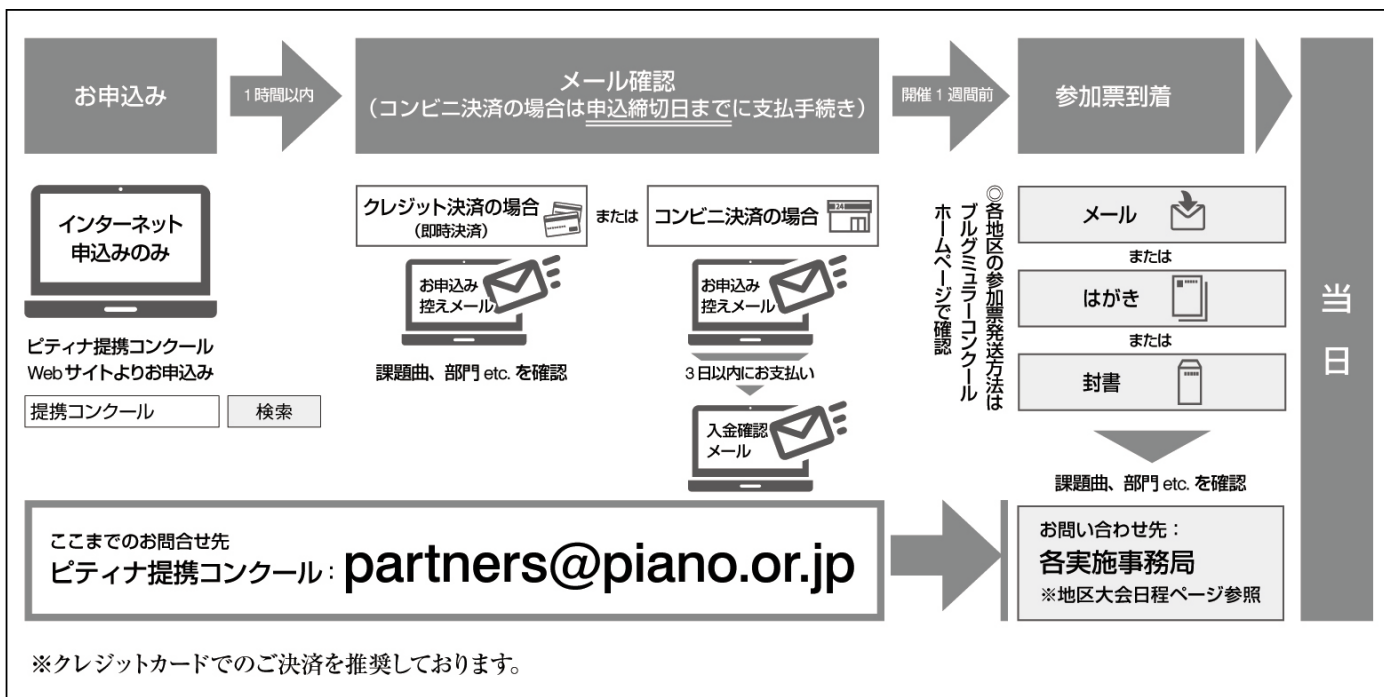 お申込み
1時間以内
メール確認
(コンビニ決済の場合は申込締切日までに支払手続き)
開催1週間前
参加票到着
当日
インターネット
申込みのみ
ピティナ提携コンクール
Webサイトよりお申込み
提携コンクール
検索
クレジット決済の場合
(即時決済)
または
コンビニ決済の場合
お申込み
控えメール
課題曲、部門 etc. を確認
お申込み
控えメール
3日以内にお支払い
入金確認
メール
◎各地区の参加票発送方法は
ブルグミュラーコンクール
ホームページで確認
メール
または
はがき
または
封書
課題曲、部門 etc. を確認
ここまでのお問合せ先
ピティナ提携コンクール:partners@piano.or.jp
お問い合わせ先:
各実施事務局
※地区大会日程ページ参照
※クレジットカードでのご決済を推奨しております。